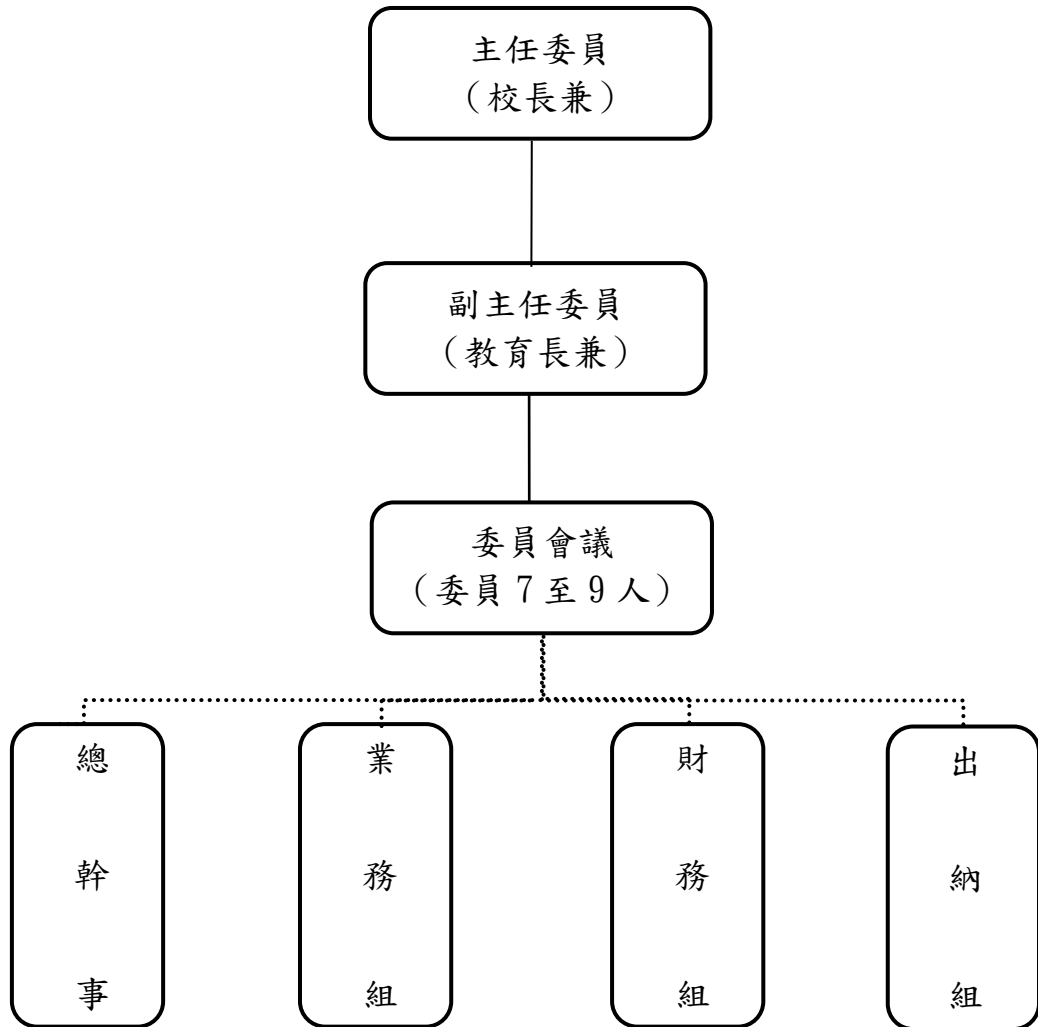 主任委員
（校長兼）
副主任委員
（教育長兼）
委員會議
（委員 7 至 9 人）
總幹事
業務組
財務組
出納組